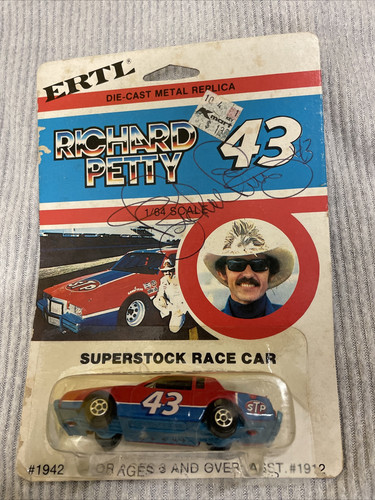 ERTL®
DIE-CAST METAL REPLICA
Kmart
RICHARD
PETTY
43
1/64 SCALE
STP
SUPERSTOCK RACE CAR
43
STP
#1942
FOR AGES 3 AND OVER ASST. #1912